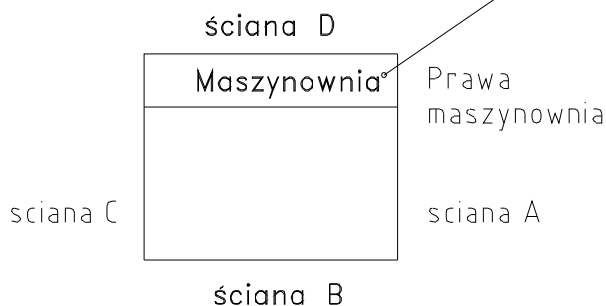 ściana D
Maszynownia
Prawa
maszynownia
sciana C
sciana A
ściana B